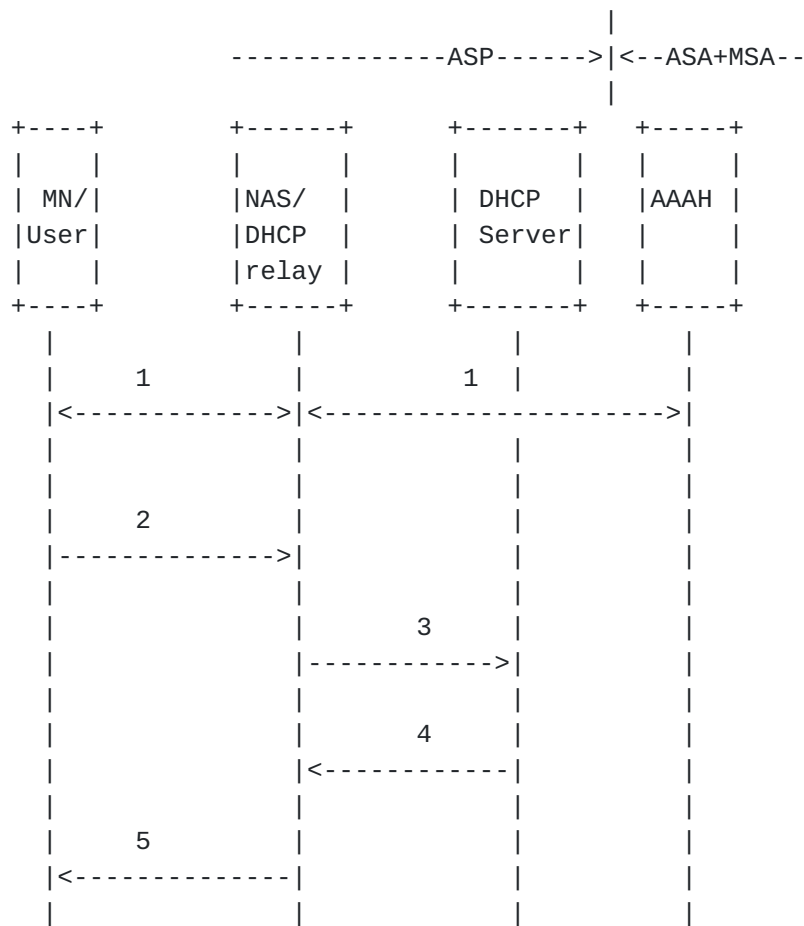 |
                --------------ASP------>|<--ASA+MSA--
                                       |
+----+        +------+      +-------+   +-----+
|    |        |      |      |       |   |     |
| MN/|        |NAS/  |      | DHCP  |   |AAAH |
|User|        |DHCP  |      | Server|   |     |
|    |        |relay |      |       |   |     |
+----+        +------+      +-------+   +-----+
  |               |             |          |
  |     1         |          1  |          |
  |<------------->|<---------------------->|
  |               |             |          |
  |               |             |          |
  |     2         |             |          |
  |-------------->|             |          |
  |               |             |          |
  |               |       3     |          |
  |               |------------>|          |
  |               |             |          |
  |               |       4     |          |
  |               |<------------|          |
  |               |             |          |
  |     5         |             |          |
  |<--------------|             |          |
  |               |             |          |